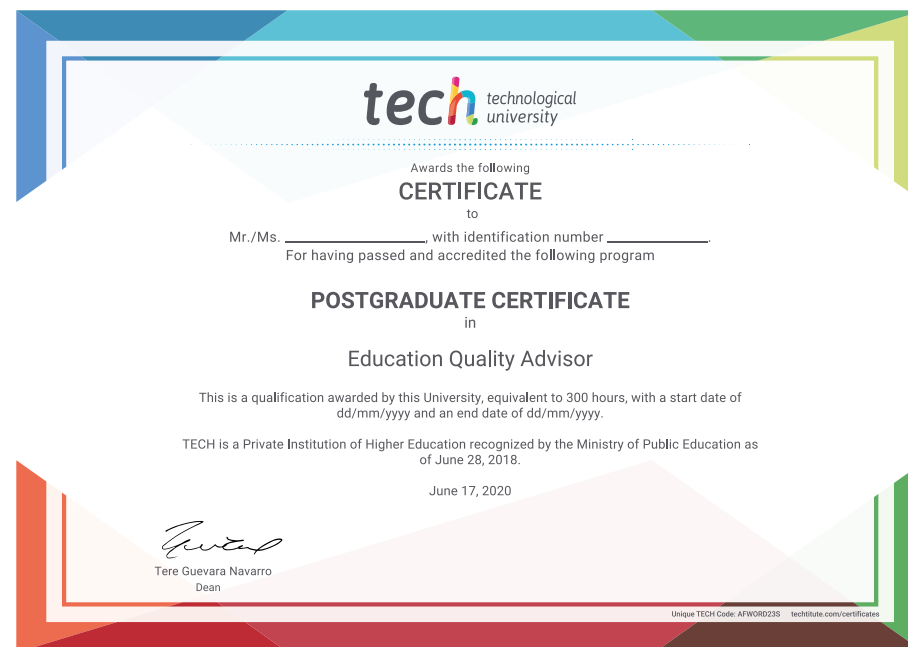 tech technological
university
Awards the following
CERTIFICATE
to
Mr./Ms. ____________________, with identification number ______________.
For having passed and accredited the following program
POSTGRADUATE CERTIFICATE
in
Education Quality Advisor
This is a qualification awarded by this University, equivalent to 300 hours, with a start date of
dd/mm/yyyy and an end date of dd/mm/yyyy.
TECH is a Private Institution of Higher Education recognized by the Ministry of Public Education as
of June 28, 2018.
June 17, 2020
Tere Guevara Navarro
Dean
Unique TECH Code: AFWORD23S techtitute.com/certificates